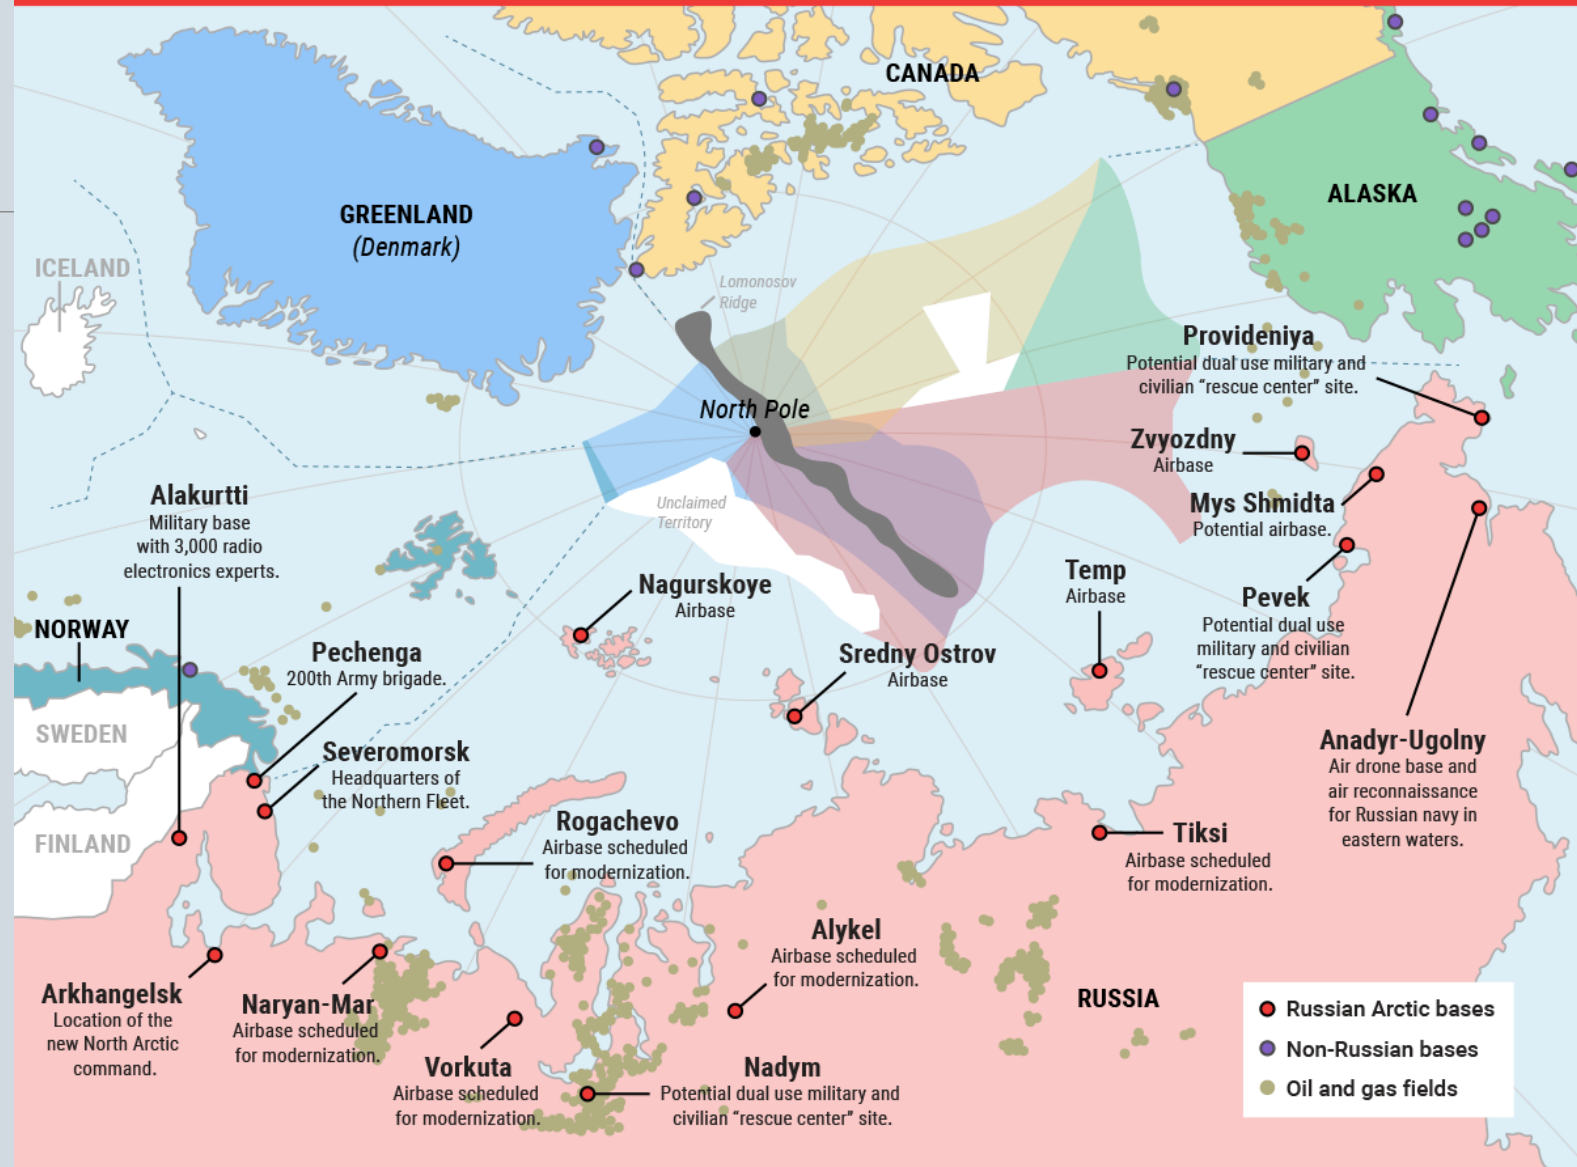 CANADA
GREENLAND
(Denmark)
ALASKA
ICELAND
Lomonosov
Ridge
North Pole
Unclaimed
Territory
Provideniya
Potential dual use military and
civilian “rescue center” site.
Zvyozdny
Airbase
Mys Shmidta
Potential airbase.
Alakurtti
Military base
with 3,000 radio
electronics experts.
Temp
Airbase
Pevek
Potential dual use
military and civilian
“rescue center” site.
Nagurskoye
Airbase
NORWAY
Pechenga
200th Army brigade.
Sredny Ostrov
Airbase
SWEDEN
Severomorsk
Headquarters of
the Northern Fleet.
Anadyr-Ugolny
Air drone base and
air reconnaissance
for Russian navy in
eastern waters.
FINLAND
Rogachevo
Airbase scheduled
for modernization.
Tiksi
Airbase scheduled
for modernization.
Alykel
Airbase scheduled
for modernization.
Arkhangelsk
Location of the
new North Arctic
command.
Naryan-Mar
Airbase scheduled
for modernization.
RUSSIA
Vorkuta
Airbase scheduled
for modernization.
Nadym
Potential dual use military and
civilian “rescue center” site.
Russian Arctic bases
Non-Russian bases
Oil and gas fields